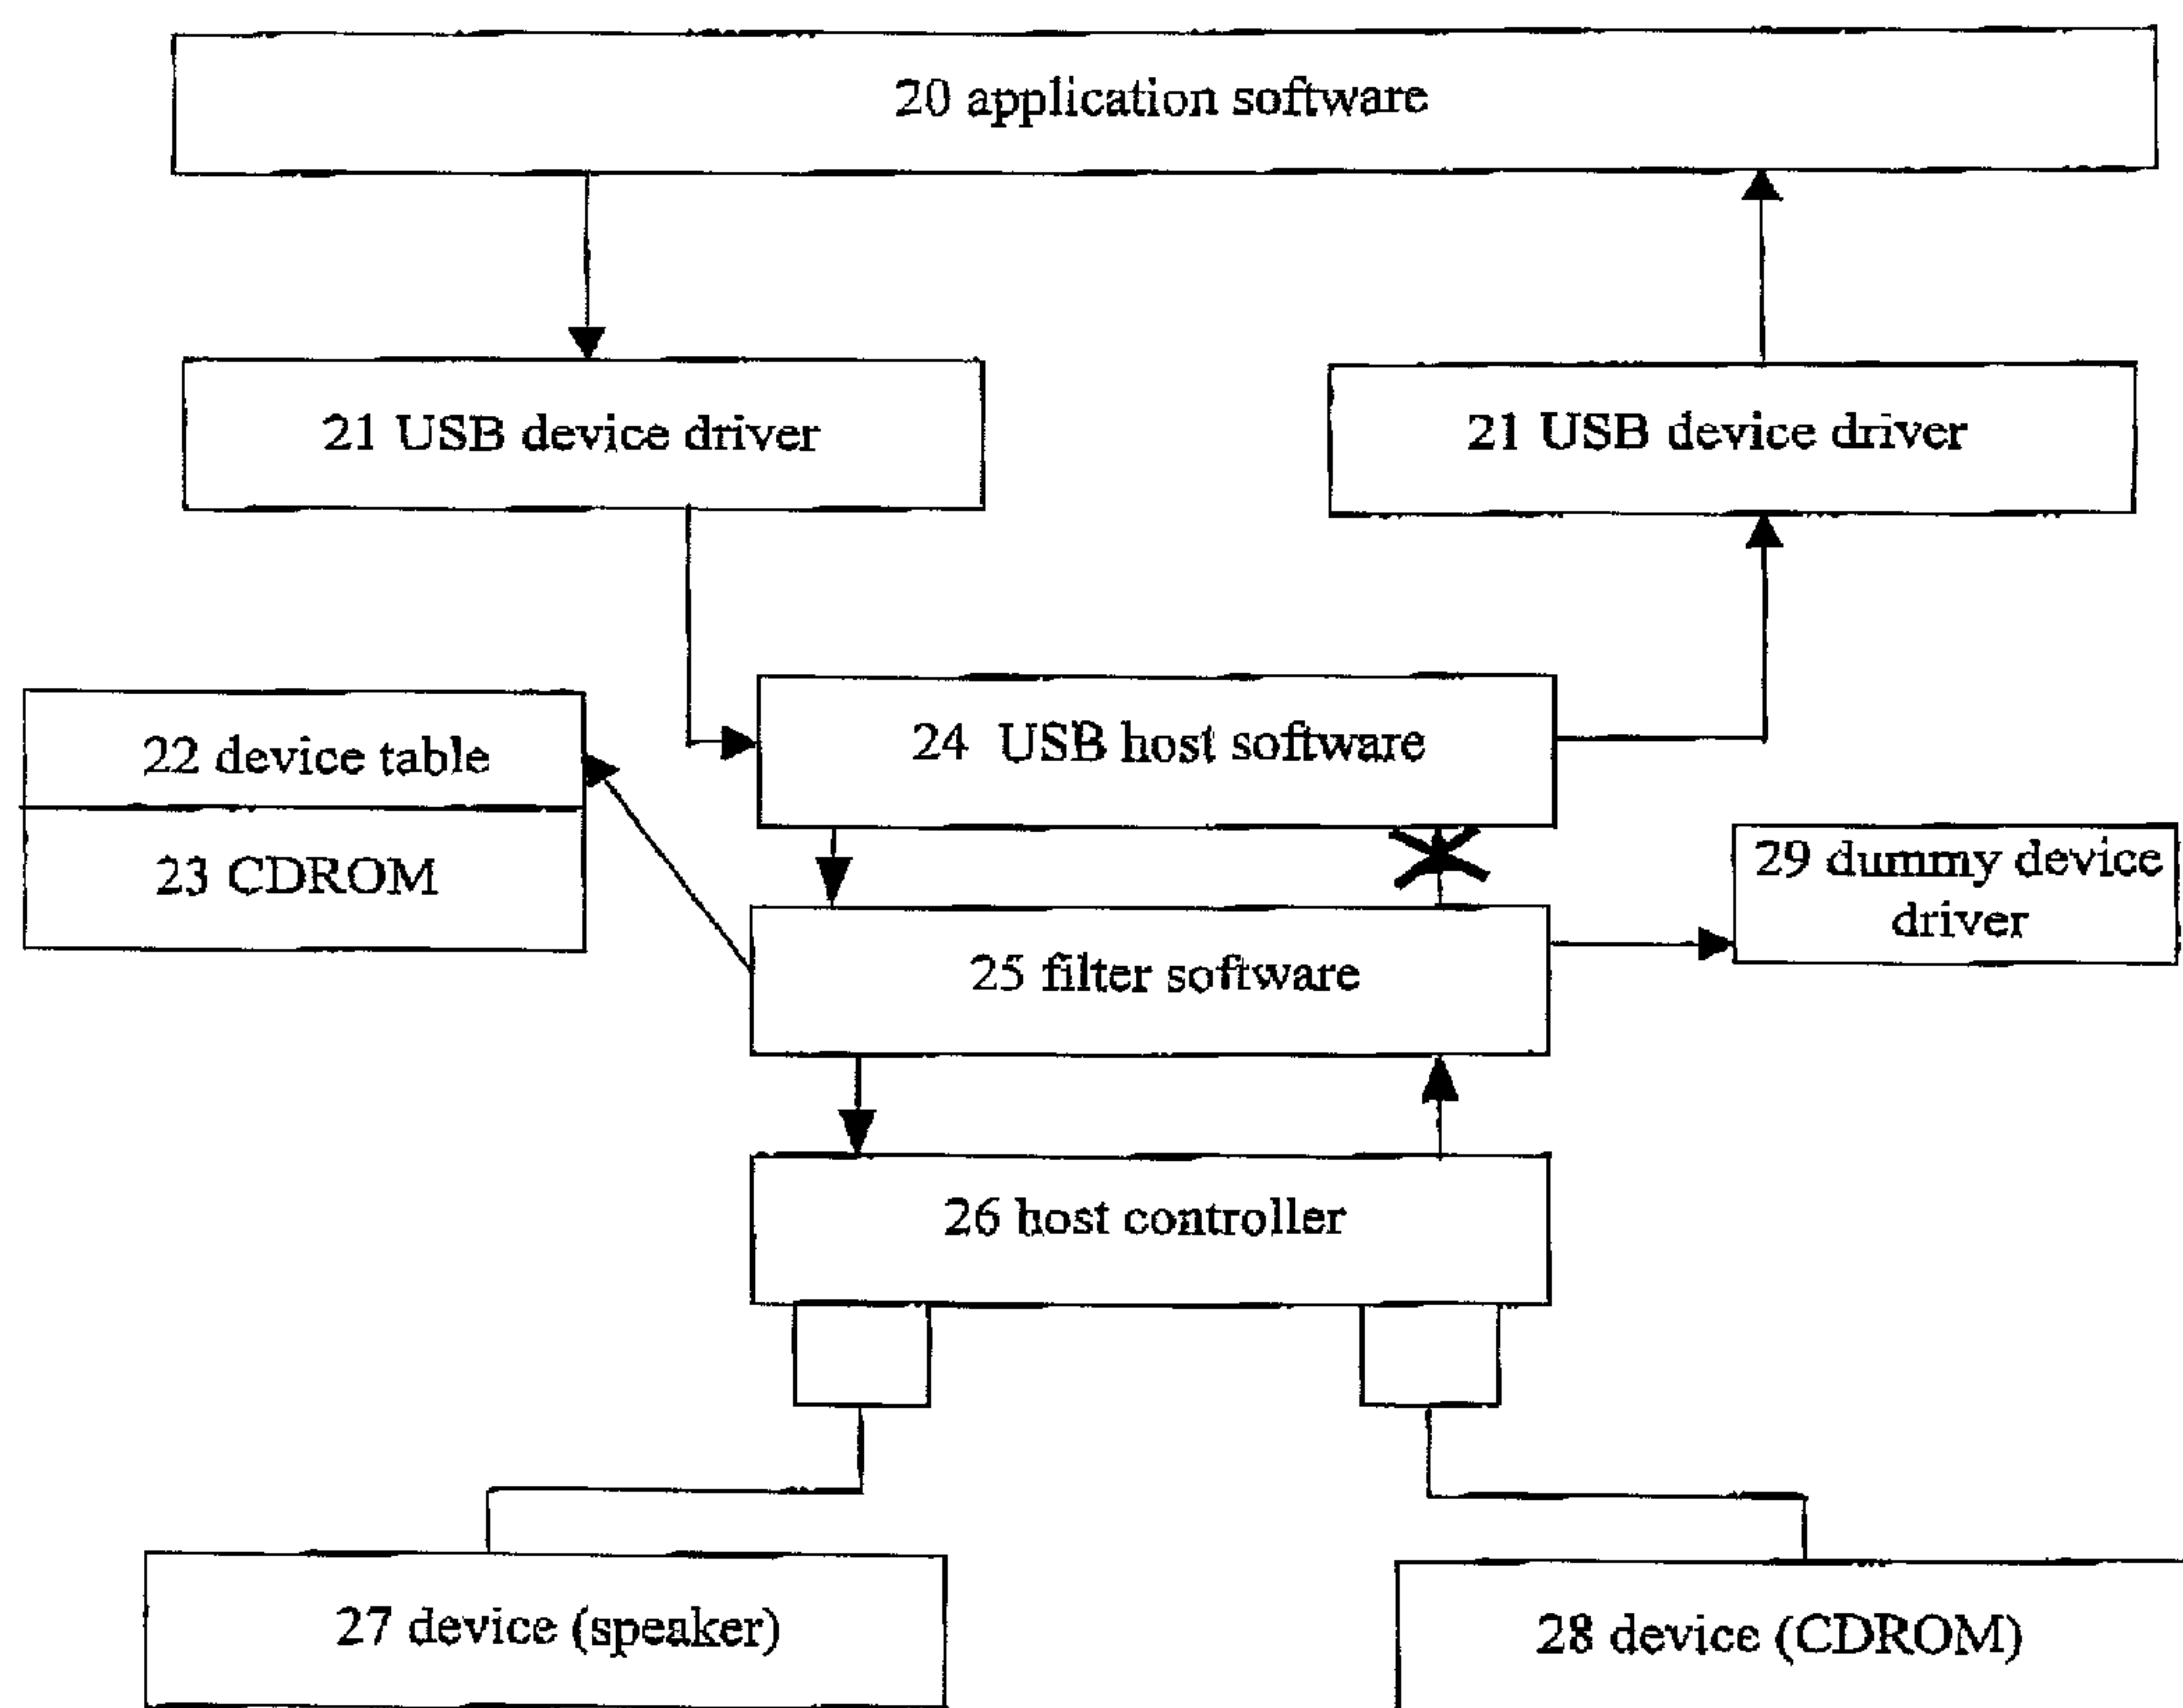 20 application software
21 USB device driver
21 USB device driver
22 device table
24 USB host software
23 CDROM
29 dummy device
driver
25 filter software
26 host controller
27 device (speaker)
28 device (CDROM)